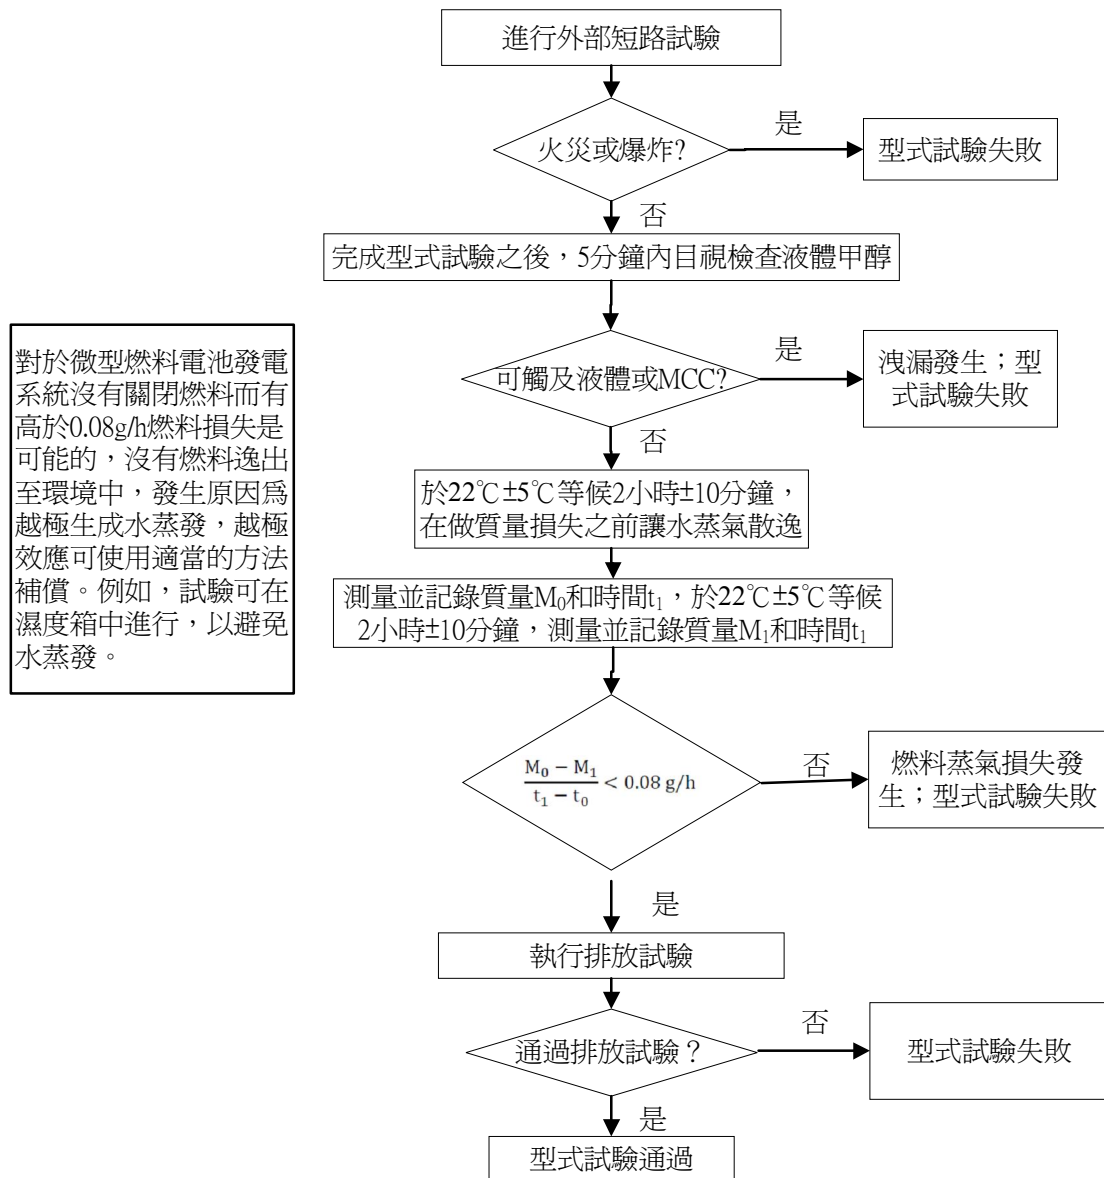 進行外部短路試驗
火災或爆炸?
是
型式試驗失敗
否
完成型式試驗之後，5分鐘內目視檢查液體甲醇
對於微型燃料電池發電
系統沒有關閉燃料而有
高於0.08g/h燃料損失是
可能的，沒有燃料逸出
至環境中，發生原因為
越極生成水蒸發，越極
效應可使用適當的方法
補償。例如，試驗可在
濕度箱中進行，以避免
水蒸發。
可觸及液體或MCC?
是
洩漏發生；型
式試驗失敗
否
於22℃±5℃等候2小時±10分鐘，
在做質量損失之前讓水蒸氣散逸
測量並記錄質量M₀和時間t₁，於22℃±5℃等候
2小時±10分鐘，測量並記錄質量M₁和時間t₁
M₀ − M₁
t₁ − t₀
< 0.08 g/h
否
燃料蒸氣損失發
生；型式試驗失敗
是
執行排放試驗
通過排放試驗？
否
型式試驗失敗
是
型式試驗通過